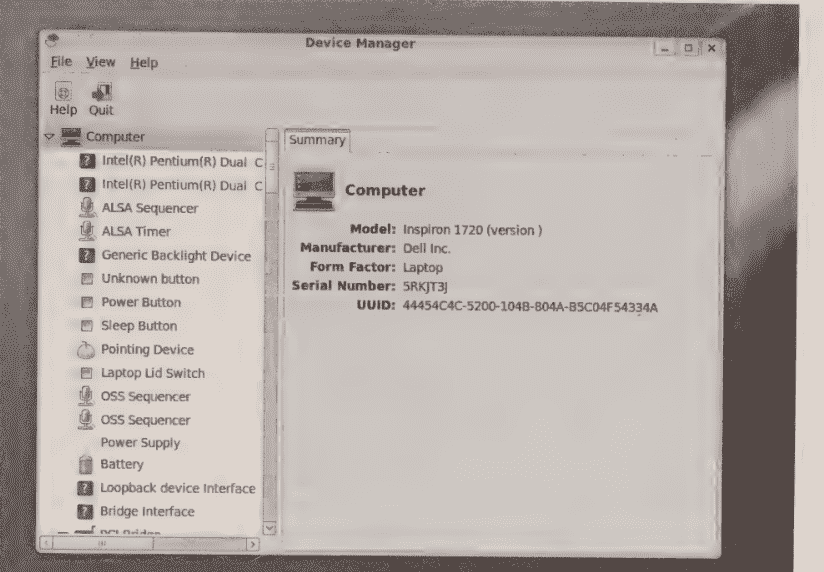 Device Manager
File View Help
Help Quit
Computer
Intel(R) Pentium(R) Dual C
Intel(R) Pentium(R) Dual C
ALSA Sequencer
ALSA Timer
Generic Backlight Device
Unknown button
Power Button
Sleep Button
Pointing Device
Laptop Lid Switch
OSS Sequencer
OSS Sequencer
Power Supply
Battery
Loopback device Interface
Bridge Interface
PCI Bridge
Summary
Computer
Model: Inspiron 1720 (version )
Manufacturer: Dell Inc.
Form Factor: Laptop
Serial Number: 5RKJT3J
UUID: 44454C4C-5200-104B-804A-B5C04F54334A